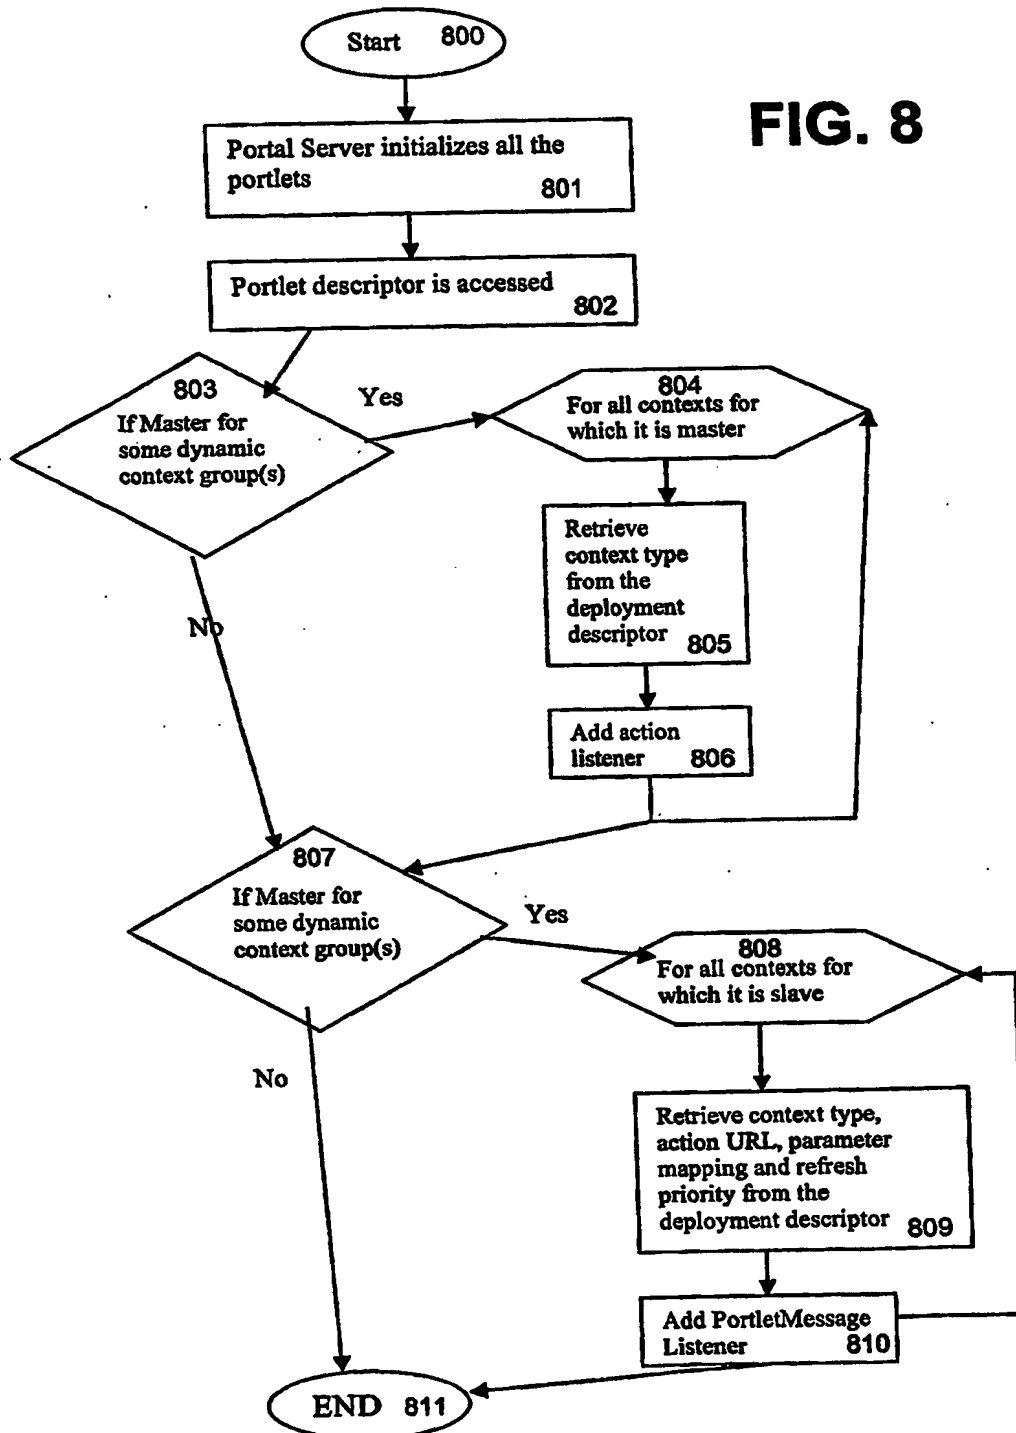 Start 800
FIG. 8
Portal Server initializes all the
portlets
801
Portlet descriptor is accessed
802
803
If Master for
some dynamic
context group(s)
Yes
804
For all contexts for
which it is master
Retrieve
context type
from the
deployment
descriptor 805
No
Add action
listener 806
807
If Master for
some dynamic
context group(s)
Yes
808
For all contexts for
which it is slave
No
Retrieve context type,
action URL, parameter
mapping and refresh
priority from the
deployment descriptor 809
Add PortletMessage
Listener 810
END 811